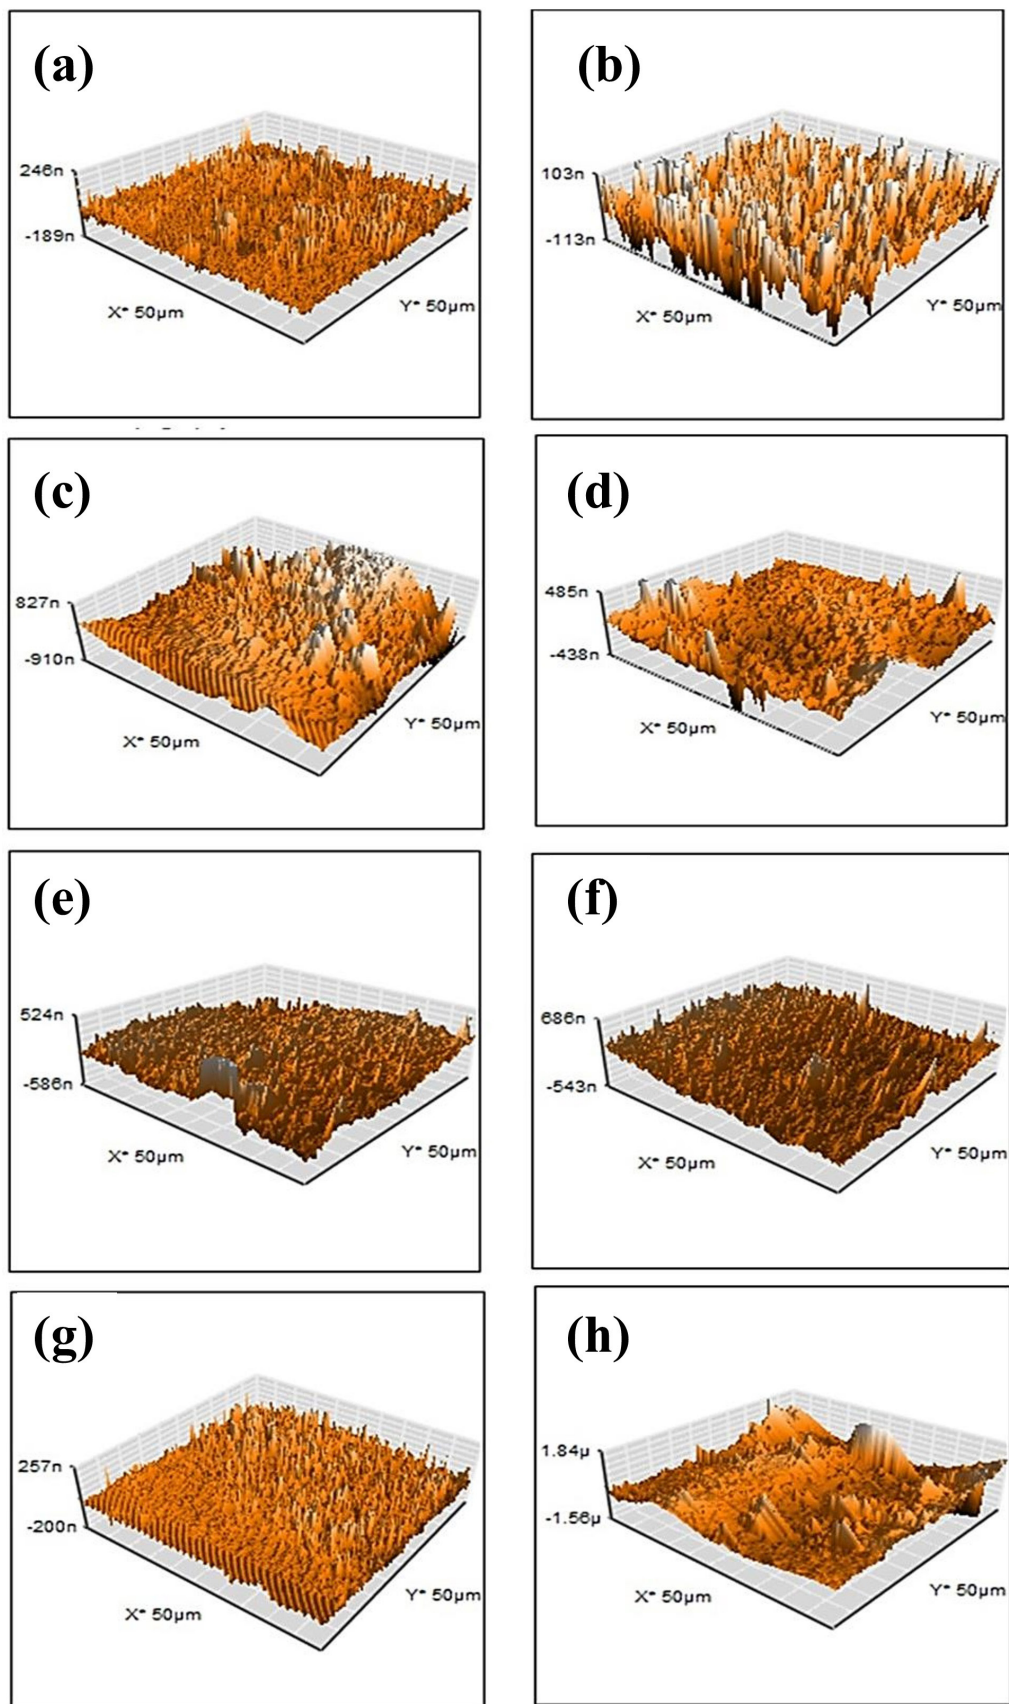 (a)
246n
-189n
X* 50µm
Y* 50µm
(b)
103n
-113n
X* 50µm
Y* 50µm
(c)
827n
-910n
X* 50µm
Y* 50µm
(d)
485n
-438n
X* 50µm
Y* 50µm
(e)
524n
-586n
X* 50µm
Y* 50µm
(f)
686n
-543n
X* 50µm
Y* 50µm
(g)
257n
-200n
X* 50µm
Y* 50µm
(h)
1.84µ
-1.56µ
X* 50µm
Y* 50µm